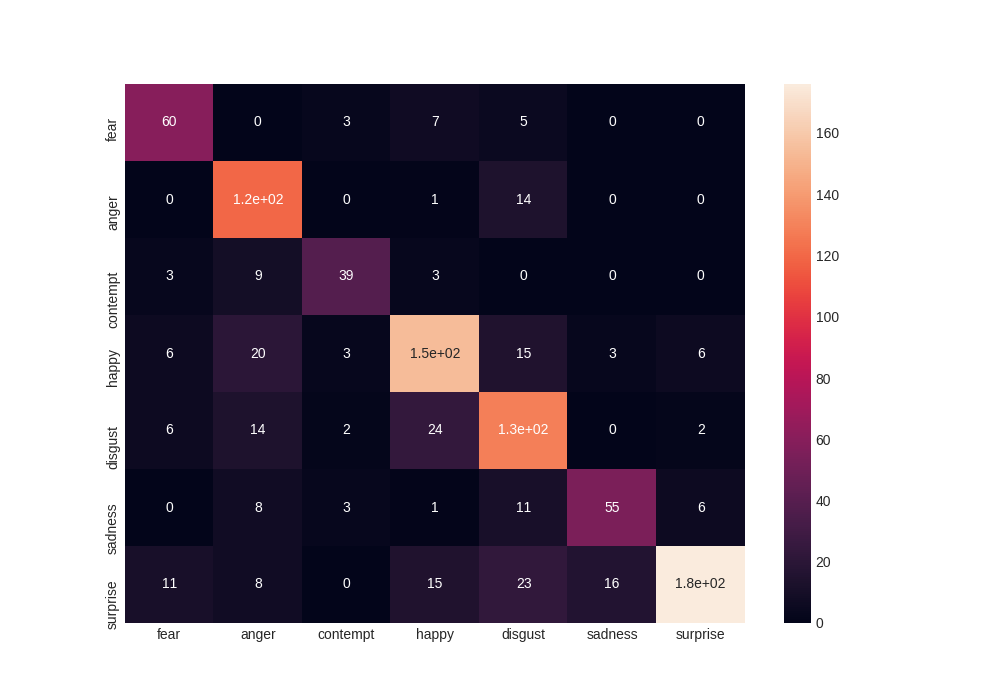 fear 60 0 3 7 5 0 0
160
140
anger 0 1.2e+02 0 1 14 0 0
120
contempt 3 9 39 3 0 0 0
100
happy 6 20 3 1.5e+02 15 3 6
80
60
disgust 6 14 2 24 1.3e+02 0 2
40
sadness 0 8 3 1 11 55 6
20
surprise 11 8 0 15 23 16 1.8e+02
0
fear anger contempt happy disgust sadness surprise